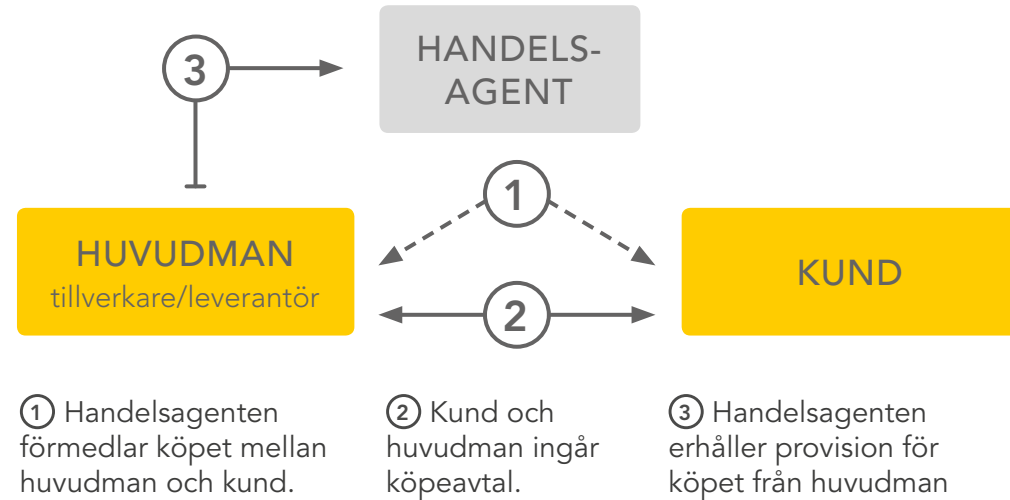 3
HANDELS-
AGENT
1
HUVUDMAN
tillverkare/leverantör
KUND
2
1 Handelsagenten
förmedlar köpet mellan
huvudman och kund.
2 Kund och
huvudman ingår
köpeavtal.
3 Handelsagenten
erhåller provision för
köpet från huvudman